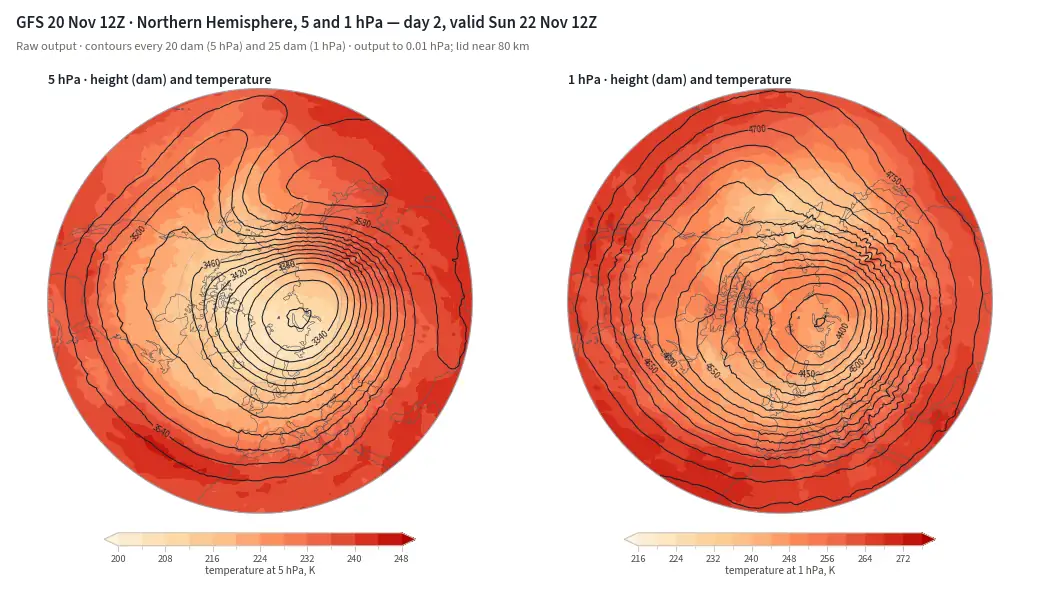 GFS 20 Nov 12Z · Northern Hemisphere, 5 and 1 hPa — day 2, valid Sun 22 Nov 12Z
Raw output · contours every 20 dam (5 hPa) and 25 dam (1 hPa) · output to 0.01 hPa; lid near 80 km
5 hPa · height (dam) and temperature
1 hPa · height (dam) and temperature
3500
3460
3420
3580
3340
3540
4700
4750
4400
4450
4600
4650
4550
200 208 216 224 232 240 248
temperature at 5 hPa, K
216 224 232 240 248 256 264 272
temperature at 1 hPa, K